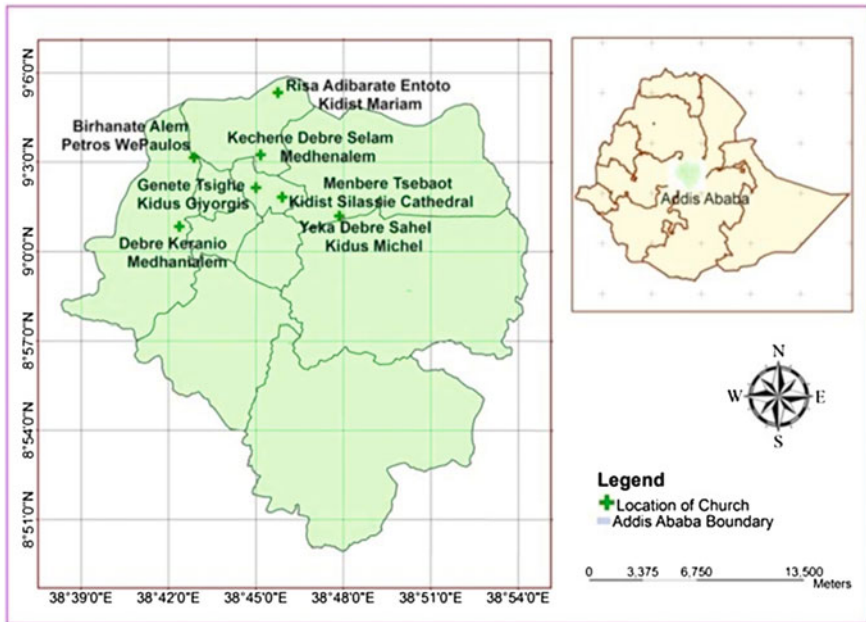 Risa Adibarate Entoto
Kidist Mariam
Birhanate Alem
Petros WePaulos
Kechene Debre Selam
Medhenalem
Genete Tsighe
Kidus Giyorgis
Menbere Tsebaot
Kidist Silassie Cathedral
Yeka Debre Sahel
Kidus Michel
Debre Keranio
Medhanialem
9°6'0"N
9°3'0"N
9°0'0"N
8°57'0"N
8°54'0"N
8°51'0"N
38°39'0"E
38°42'0"E
38°45'0"E
38°48'0"E
38°51'0"E
38°54'0"E
Addis Ababa
N
W
E
S
Legend
Location of Church
Addis Ababa Boundary
0
3,375
6,750
13,500
Meters